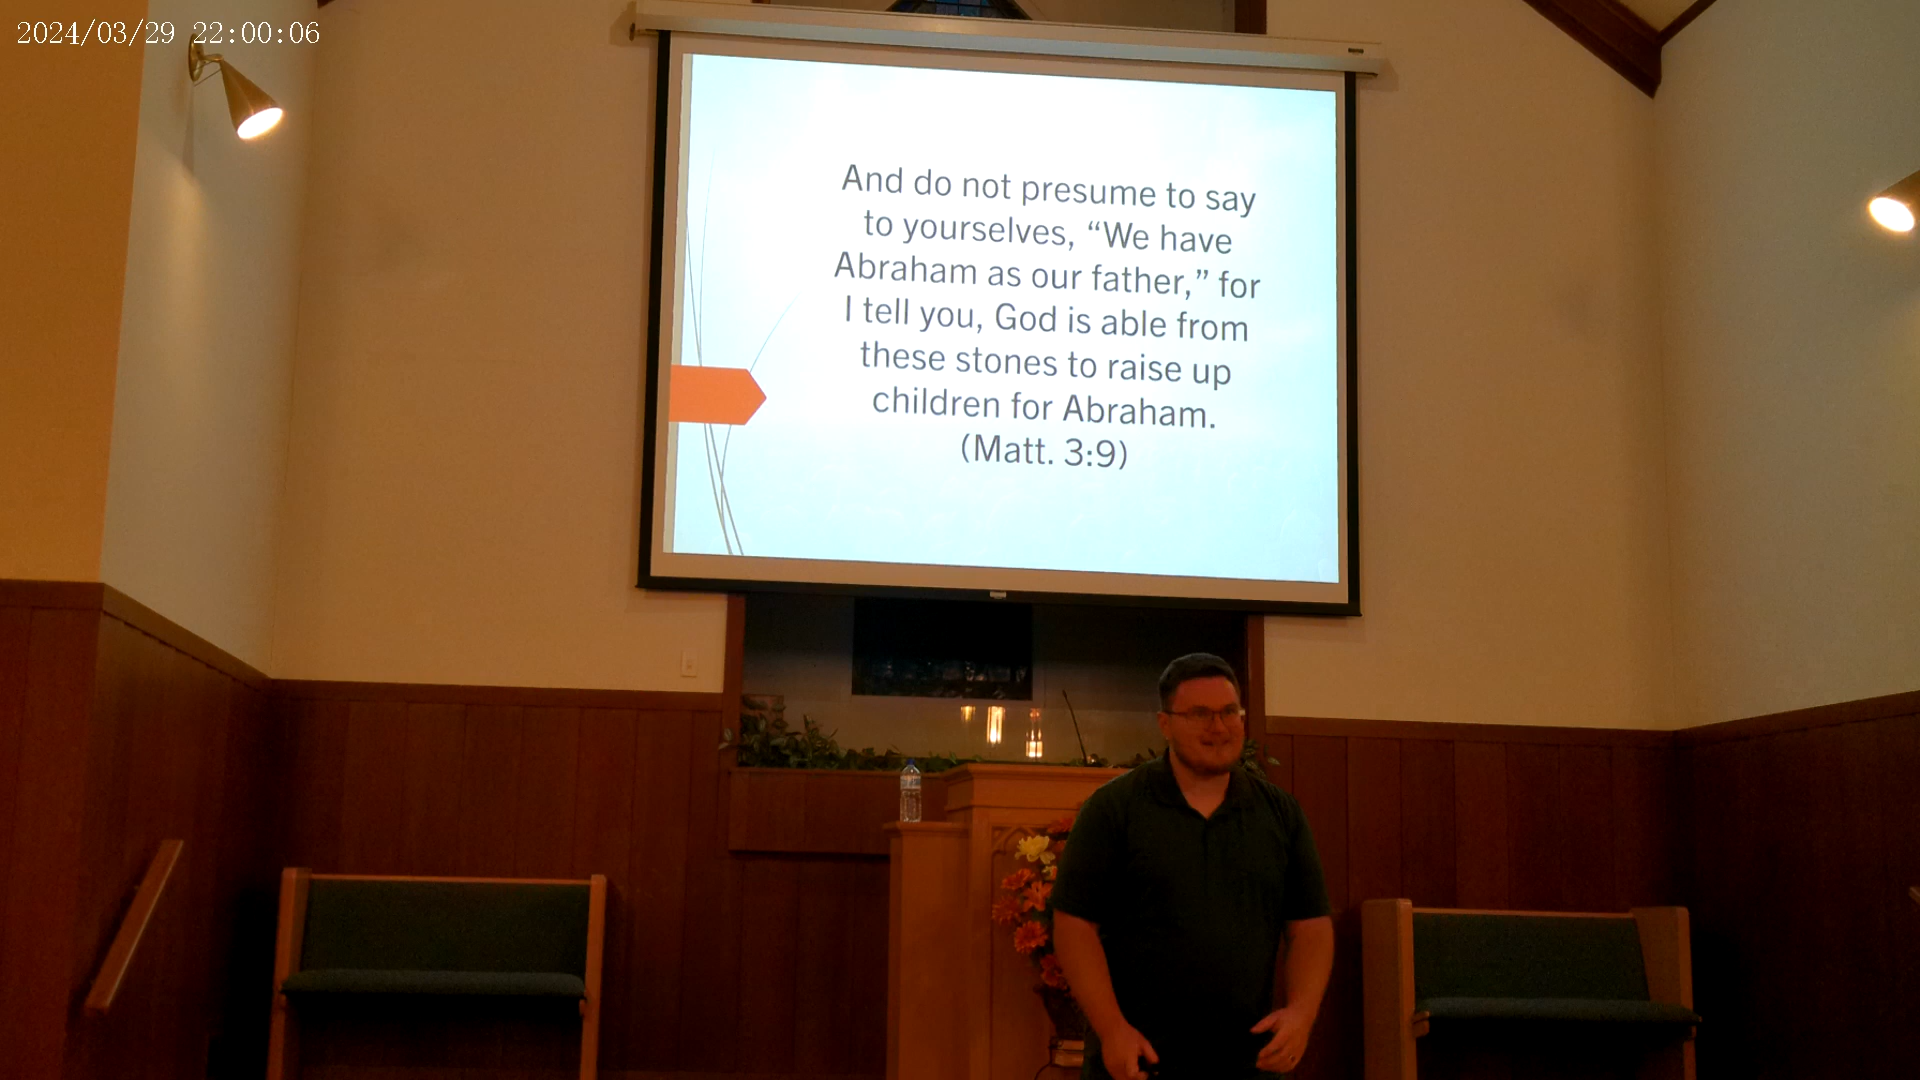 2024/03/29 22:00:06
And do not presume to say
to yourselves, “We have
Abraham as our father,” for
I tell you, God is able from
these stones to raise up
children for Abraham.
(Matt. 3:9)